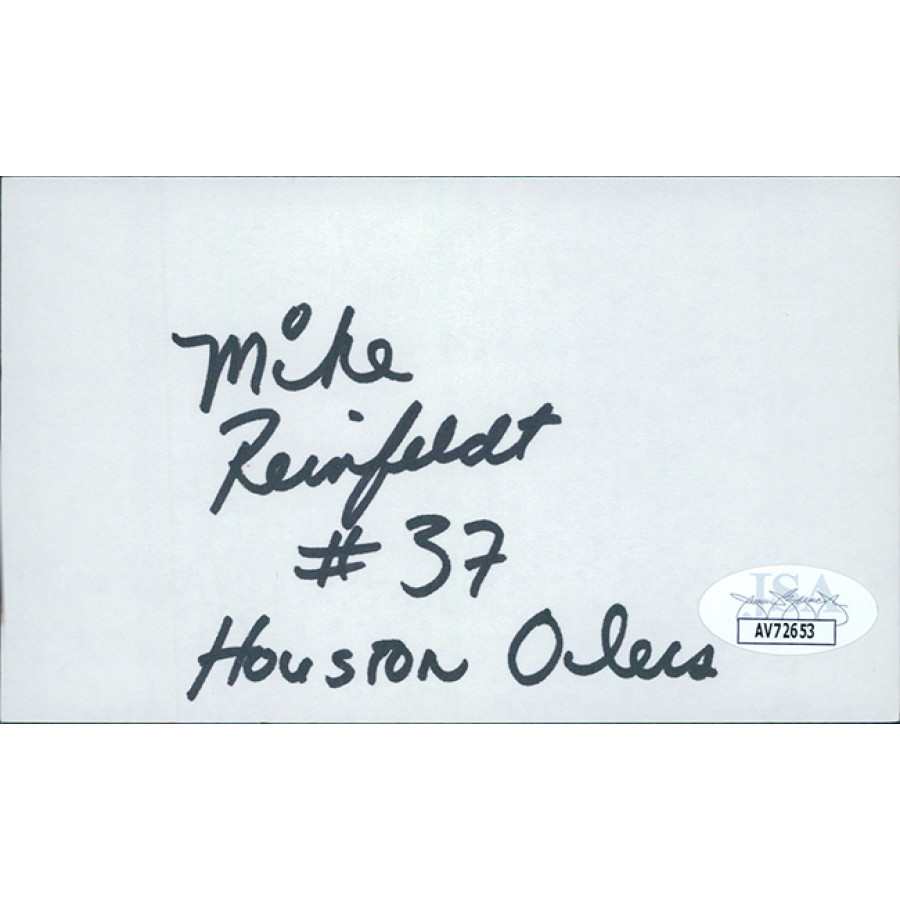 Mike
Reinfeldt
# 37
Houston Oilers
JSA
AV72653